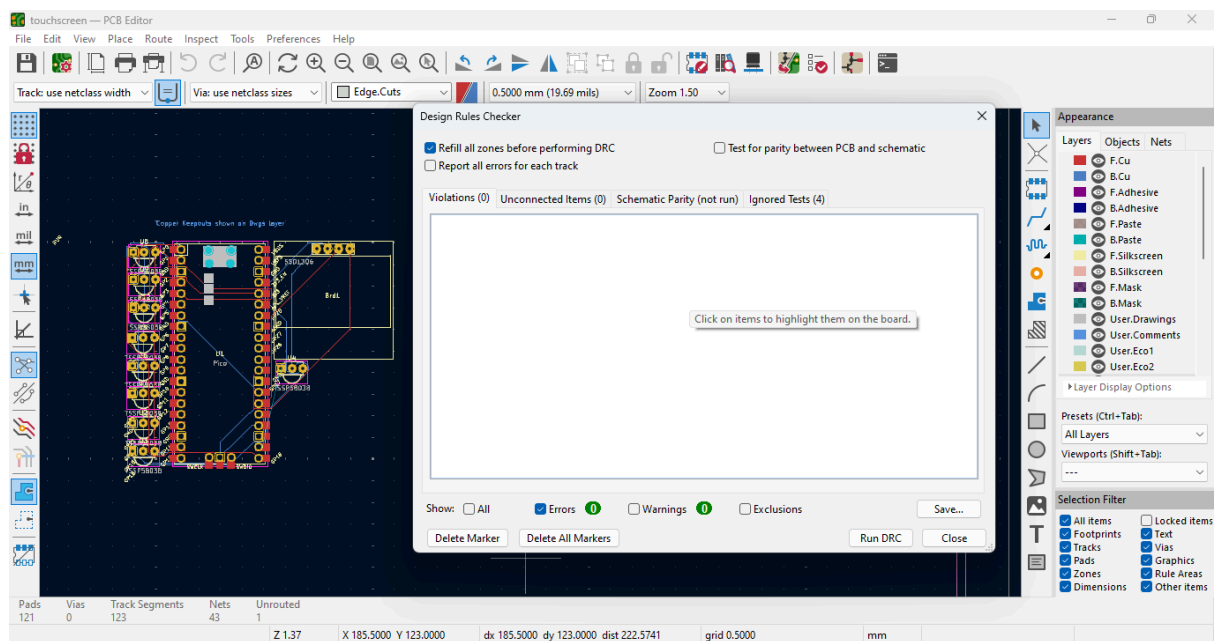 touchscreen — PCB Editor
File Edit View Place Route Inspect Tools Preferences Help
Track: use netclass width
Via: use netclass sizes
Edge.Cuts
0.5000 mm (19.69 mils)
Zoom 1.50
in
mil
mm
Copper Keepouts shown on Dwgs layer
U1
Pico
Brd1
Design Rules Checker
Refill all zones before performing DRC
Test for parity between PCB and schematic
Report all errors for each track
Violations (0) Unconnected Items (0) Schematic Parity (not run) Ignored Tests (4)
Click on items to highlight them on the board.
Show: All Errors 0 Warnings 0 Exclusions Save...
Delete Marker Delete All Markers Run DRC Close
Appearance
Layers Objects Nets
F.Cu
B.Cu
F.Adhesive
B.Adhesive
F.Paste
B.Paste
F.Silkscreen
B.Silkscreen
F.Mask
B.Mask
User.Drawings
User.Comments
User.Eco1
User.Eco2
Layer Display Options
Presets (Ctrl+Tab):
All Layers
Viewports (Shift+Tab):
---
Selection Filter
All items Locked items
Footprints Text
Tracks Vias
Pads Graphics
Zones Rule Areas
Dimensions Other items
Pads Vias Track Segments Nets Unrouted
121 0 123 43 1
Z 1.37 X 185.5000 Y 123.0000 dx 185.5000 dy 123.0000 dist 222.5741 grid 0.5000 mm